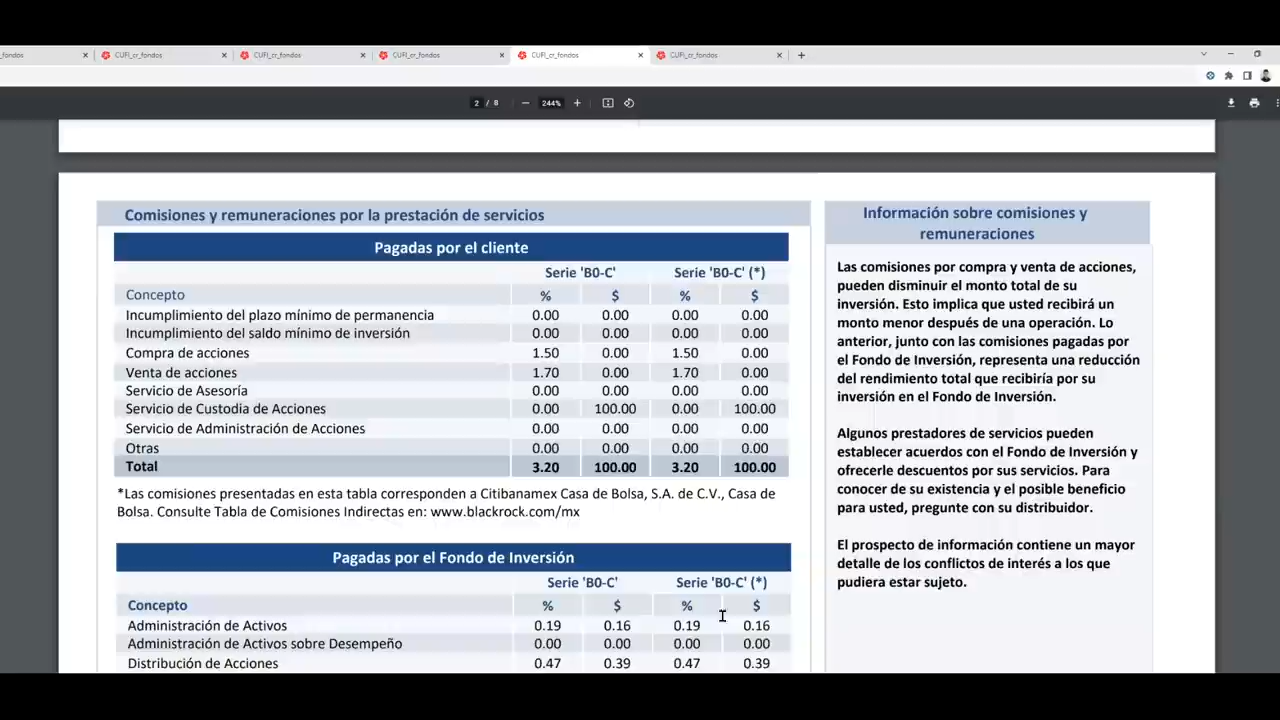 _fondos
CUFI_cr_fondos
CUFI_cr_fondos
CUFI_cr_fondos
CUFI_cr_fondos
CUFI_cr_fondos
2 / 8
244%
Comisiones y remuneraciones por la prestación de servicios
Pagadas por el cliente
Serie 'B0-C' Serie 'B0-C' (*)
Concepto % $ % $
Incumplimiento del plazo mínimo de permanencia 0.00 0.00 0.00 0.00
Incumplimiento del saldo mínimo de inversión 0.00 0.00 0.00 0.00
Compra de acciones 1.50 0.00 1.50 0.00
Venta de acciones 1.70 0.00 1.70 0.00
Servicio de Asesoría 0.00 0.00 0.00 0.00
Servicio de Custodia de Acciones 0.00 100.00 0.00 100.00
Servicio de Administración de Acciones 0.00 0.00 0.00 0.00
Otras 0.00 0.00 0.00 0.00
Total 3.20 100.00 3.20 100.00
*Las comisiones presentadas en esta tabla corresponden a Citibanamex Casa de Bolsa, S.A. de C.V., Casa de
Bolsa. Consulte Tabla de Comisiones Indirectas en: www.blackrock.com/mx
Pagadas por el Fondo de Inversión
Serie 'B0-C' Serie 'B0-C' (*)
Concepto % $ % $
Administración de Activos 0.19 0.16 0.19 0.16
Administración de Activos sobre Desempeño 0.00 0.00 0.00 0.00
Distribución de Acciones 0.47 0.39 0.47 0.39
Información sobre comisiones y
remuneraciones
Las comisiones por compra y venta de acciones,
pueden disminuir el monto total de su
inversión. Esto implica que usted recibirá un
monto menor después de una operación. Lo
anterior, junto con las comisiones pagadas por
el Fondo de Inversión, representa una reducción
del rendimiento total que recibiría por su
inversión en el Fondo de Inversión.
Algunos prestadores de servicios pueden
establecer acuerdos con el Fondo de Inversión y
ofrecerle descuentos por sus servicios. Para
conocer de su existencia y el posible beneficio
para usted, pregunte con su distribuidor.
El prospecto de información contiene un mayor
detalle de los conflictos de interés a los que
pudiera estar sujeto.